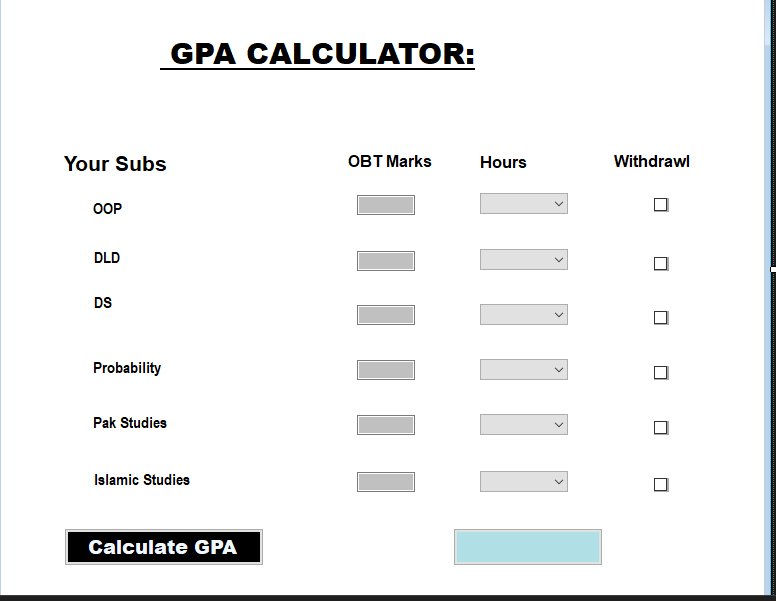 GPA CALCULATOR:
Your Subs OBT Marks Hours Withdrawl
OOP
DLD
DS
Probability
Pak Studies
Islamic Studies
Calculate GPA